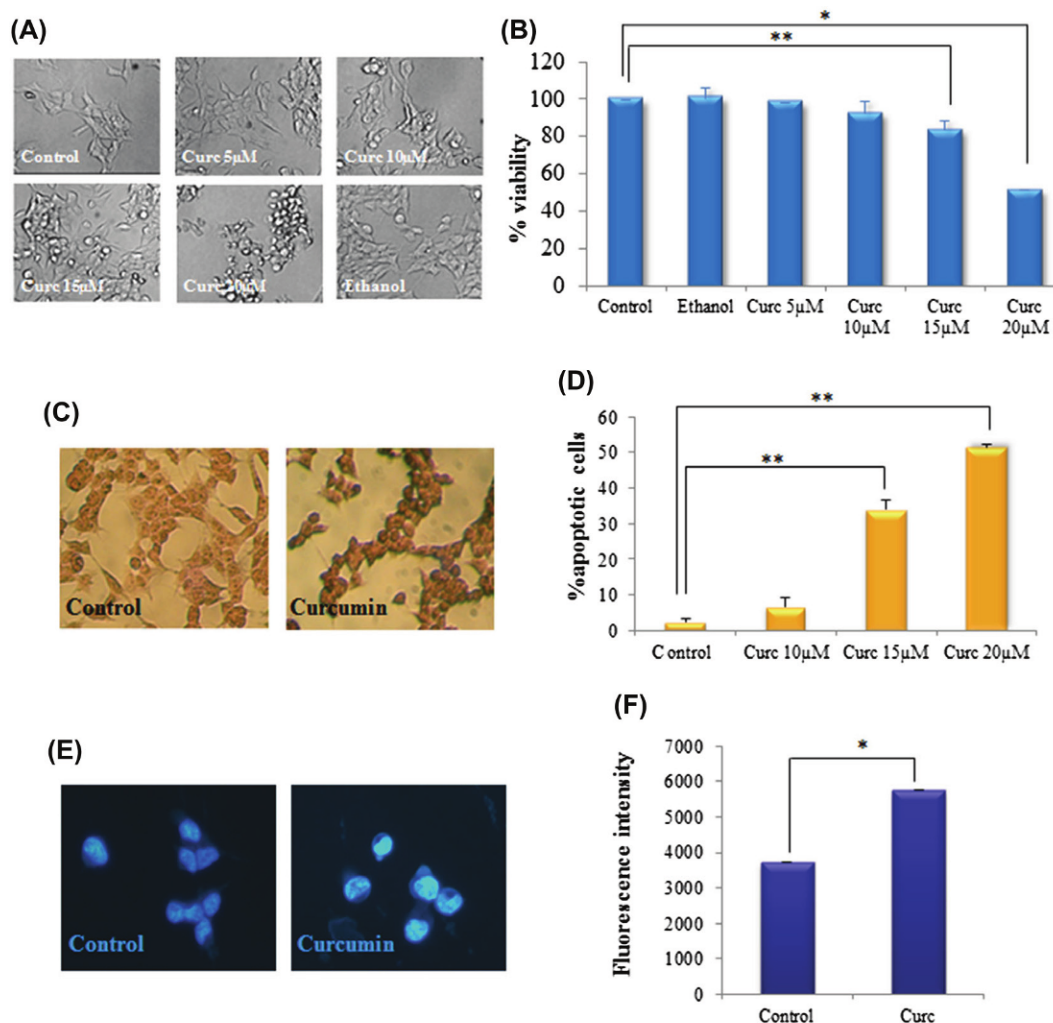 (A)
Control
Curc 5µM
Curc 10µM
Curc 15µM
Curc 20µM
Ethanol
(B)
*
**
% viability
120
100
80
60
40
20
0
Control
Ethanol
Curc 5µM
Curc
10µM
Curc
15µM
Curc
20µM
(C)
Control
Curcumin
(D)
**
**
%apoptotic cells
60
50
40
30
20
10
0
C ontrol
Curc 10µM
Curc 15µM
Curc 20µM
(E)
Control
Curcumin
(F)
*
Fluorescence intensity
7000
6000
5000
4000
3000
2000
1000
0
Control
Curc